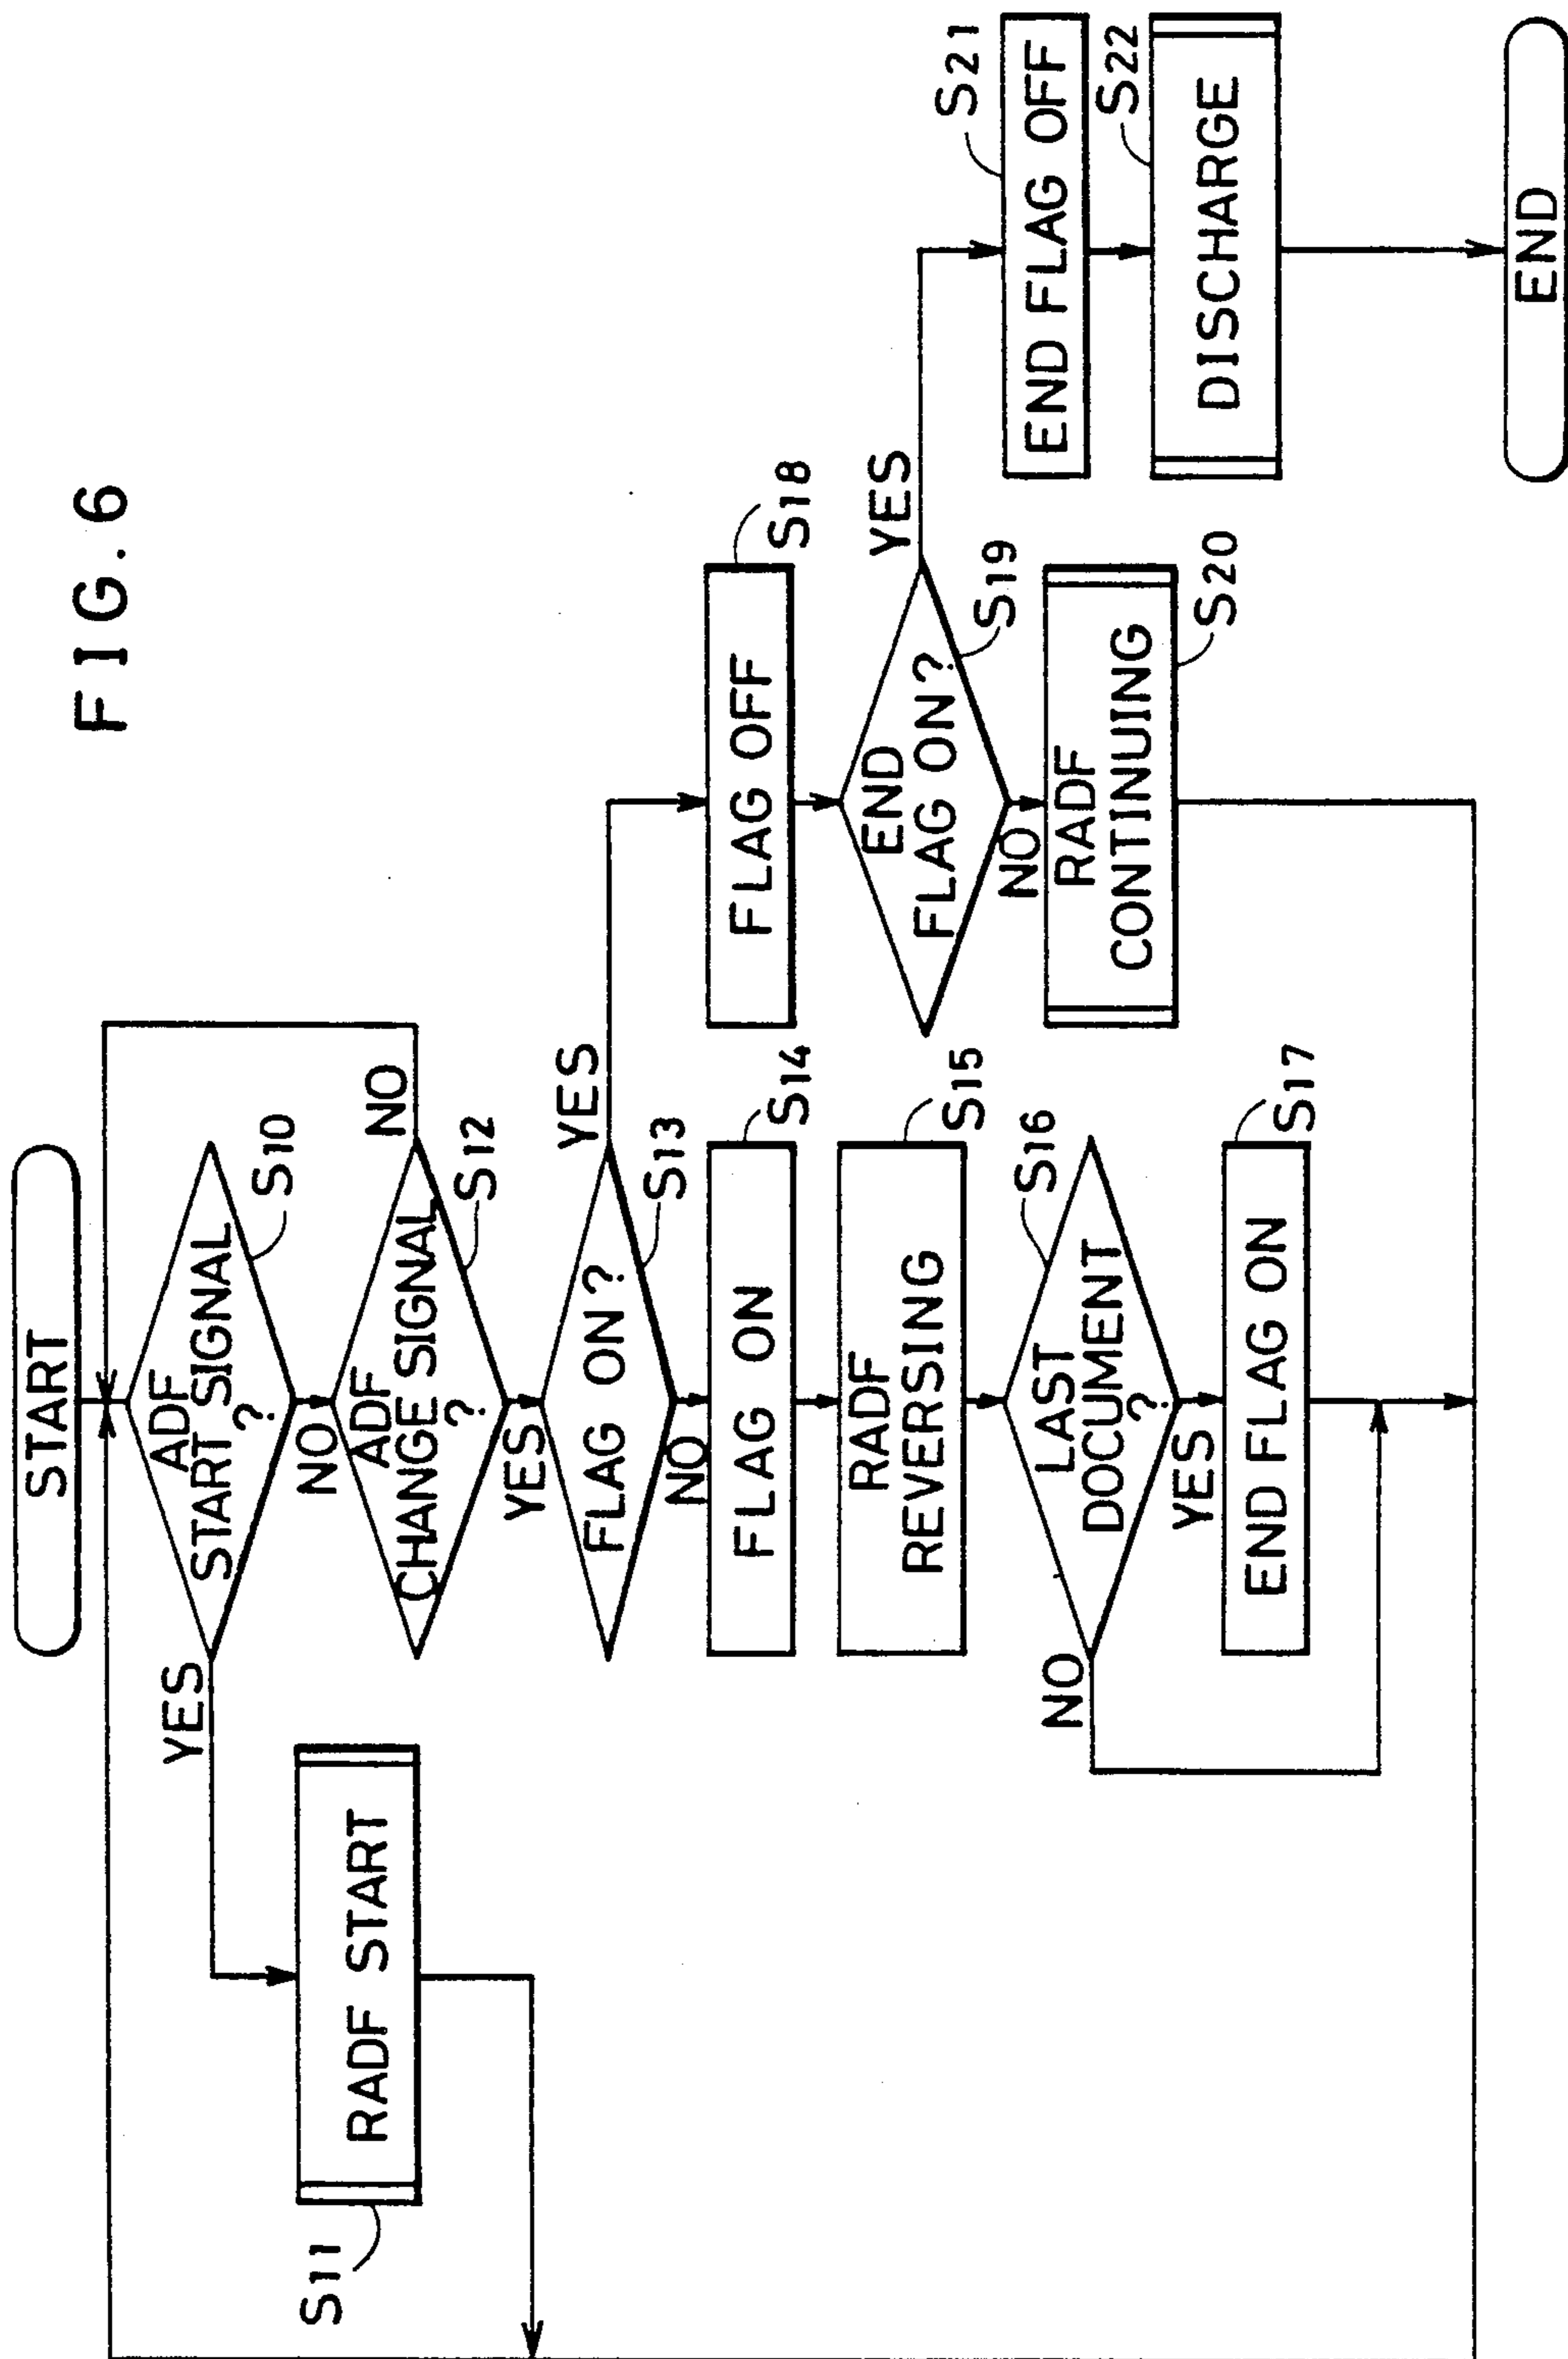 FIG. 6
START
ADF
START SIGNAL
?
S10
YES
NO
RADF START
S11
ADF
CHANGE SIGNAL
?
S12
NO
YES
FLAG ON?
S13
YES
NO
FLAG ON
S14
RADF
REVERSING
S15
LAST
DOCUMENT
?
S16
NO
YES
END FLAG ON
S17
FLAG OFF
S18
END
FLAG ON?
S19
YES
NO
RADF
CONTINUING
S20
END FLAG OFF
S21
DISCHARGE
S22
END